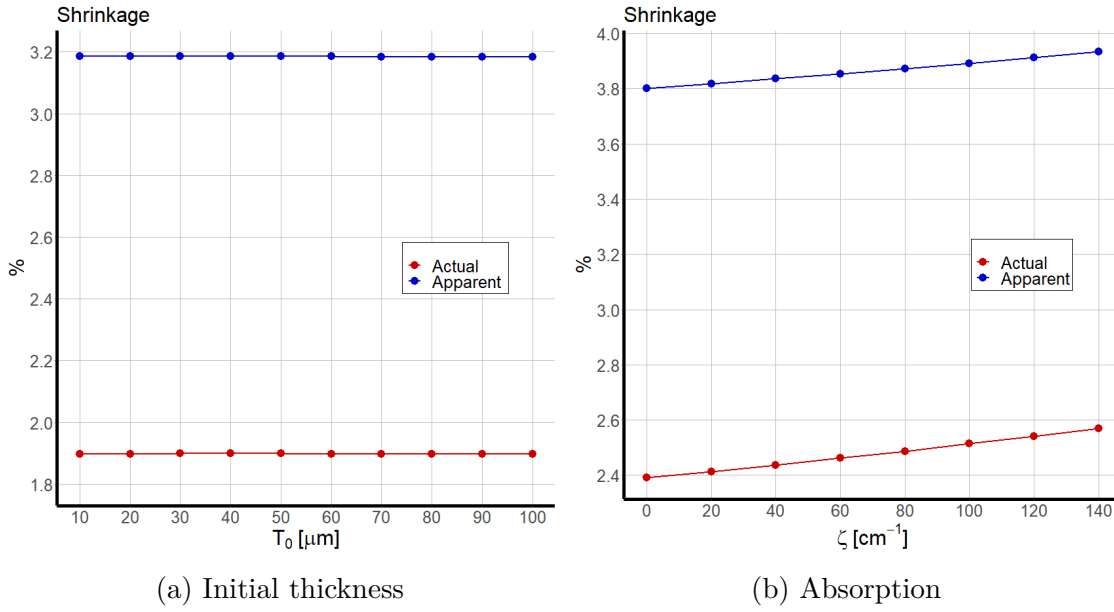 Shrinkage
3.2
3.0
2.8
2.6
2.4
2.2
2.0
1.8
%
Actual
Apparent
10 20 30 40 50 60 70 80 90 100
T₀ [μm]
(a) Initial thickness
Shrinkage
4.0
3.8
3.6
3.4
3.2
3.0
2.8
2.6
2.4
%
Actual
Apparent
0 20 40 60 80 100 120 140
ζ [cm⁻¹]
(b) Absorption